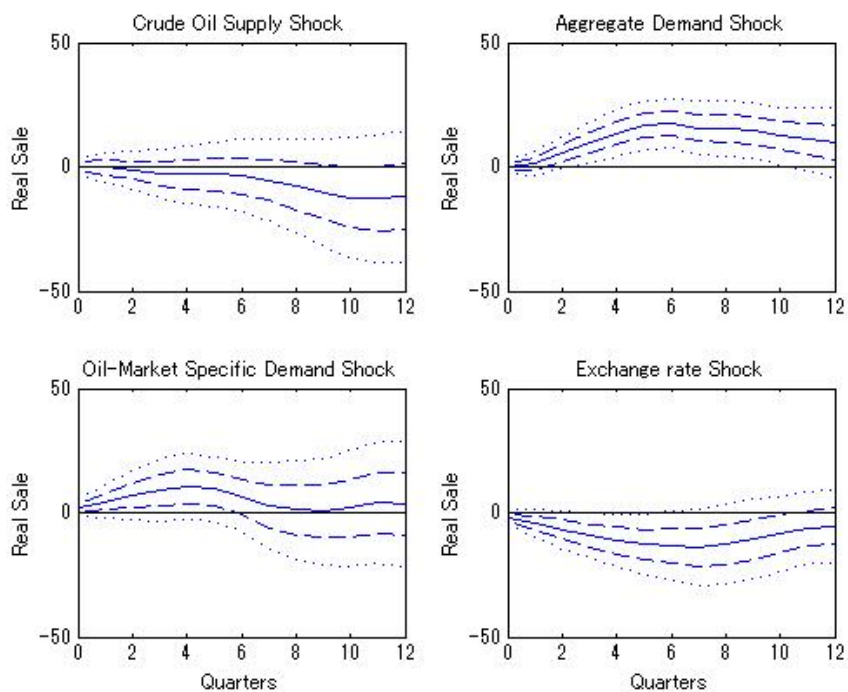 Crude Oil Supply Shock
50
0
-50
Real Sale
0 2 4 6 8 10 12
Aggregate Demand Shock
50
0
-50
Real Sale
0 2 4 6 8 10 12
Oil-Market Specific Demand Shock
50
0
-50
Real Sale
0 2 4 6 8 10 12
Quarters
Exchange rate Shock
50
0
-50
Real Sale
0 2 4 6 8 10 12
Quarters